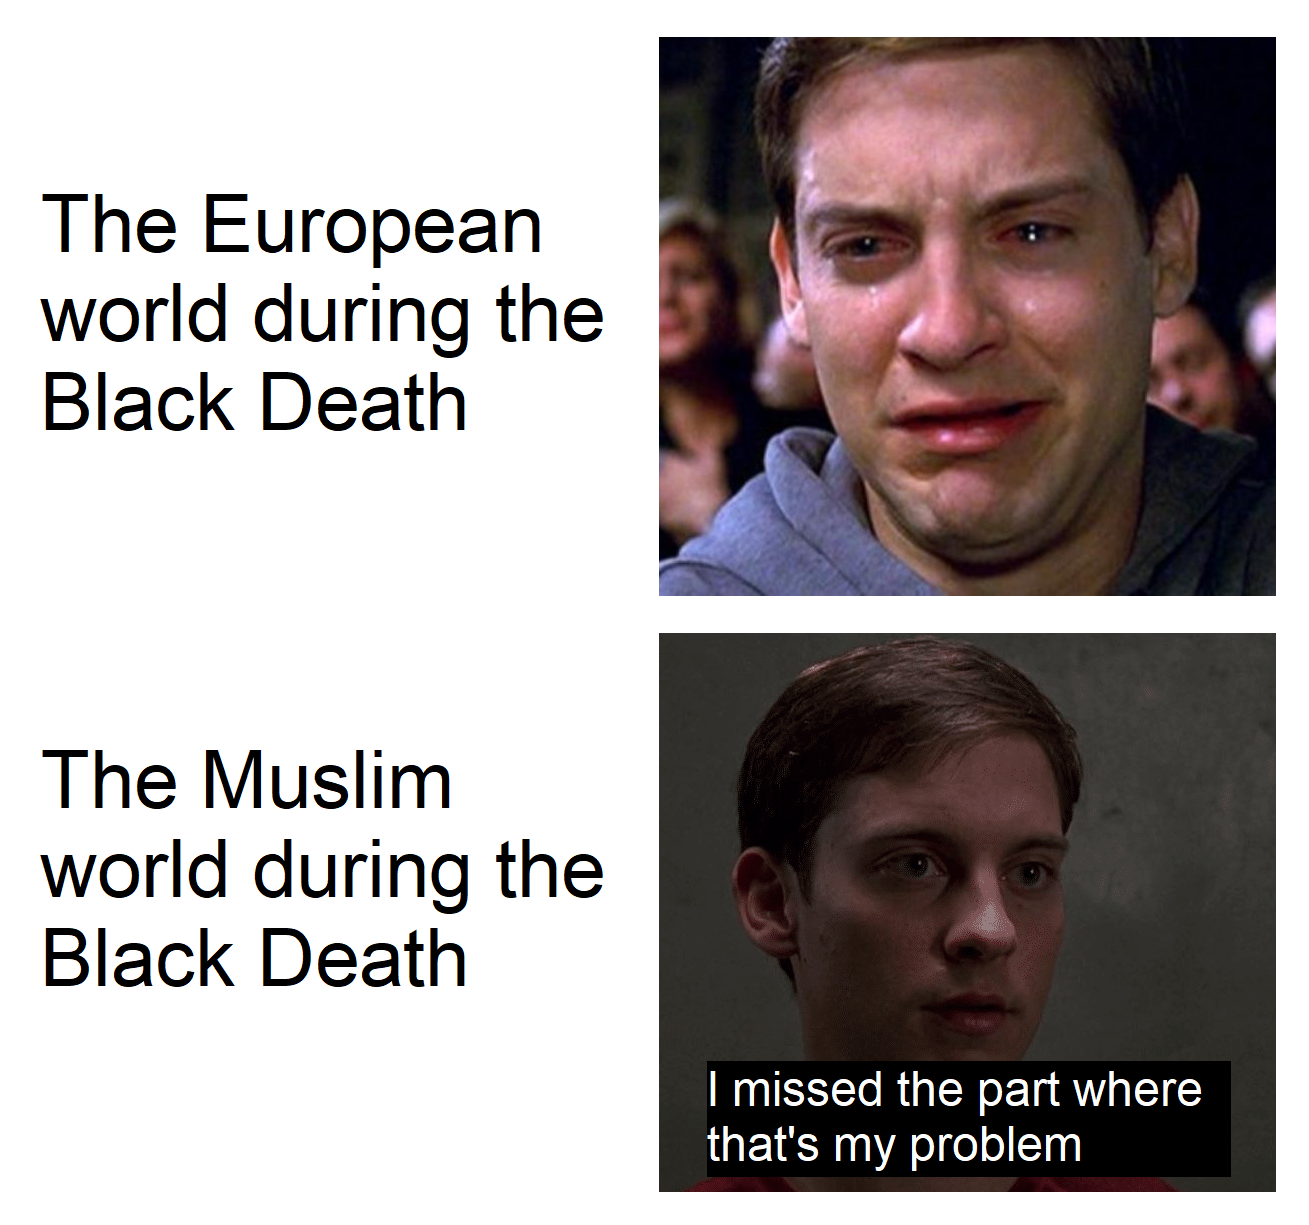 The European
world during the
Black Death
The Muslim
world during the
Black Death
I missed the part where
that's my problem